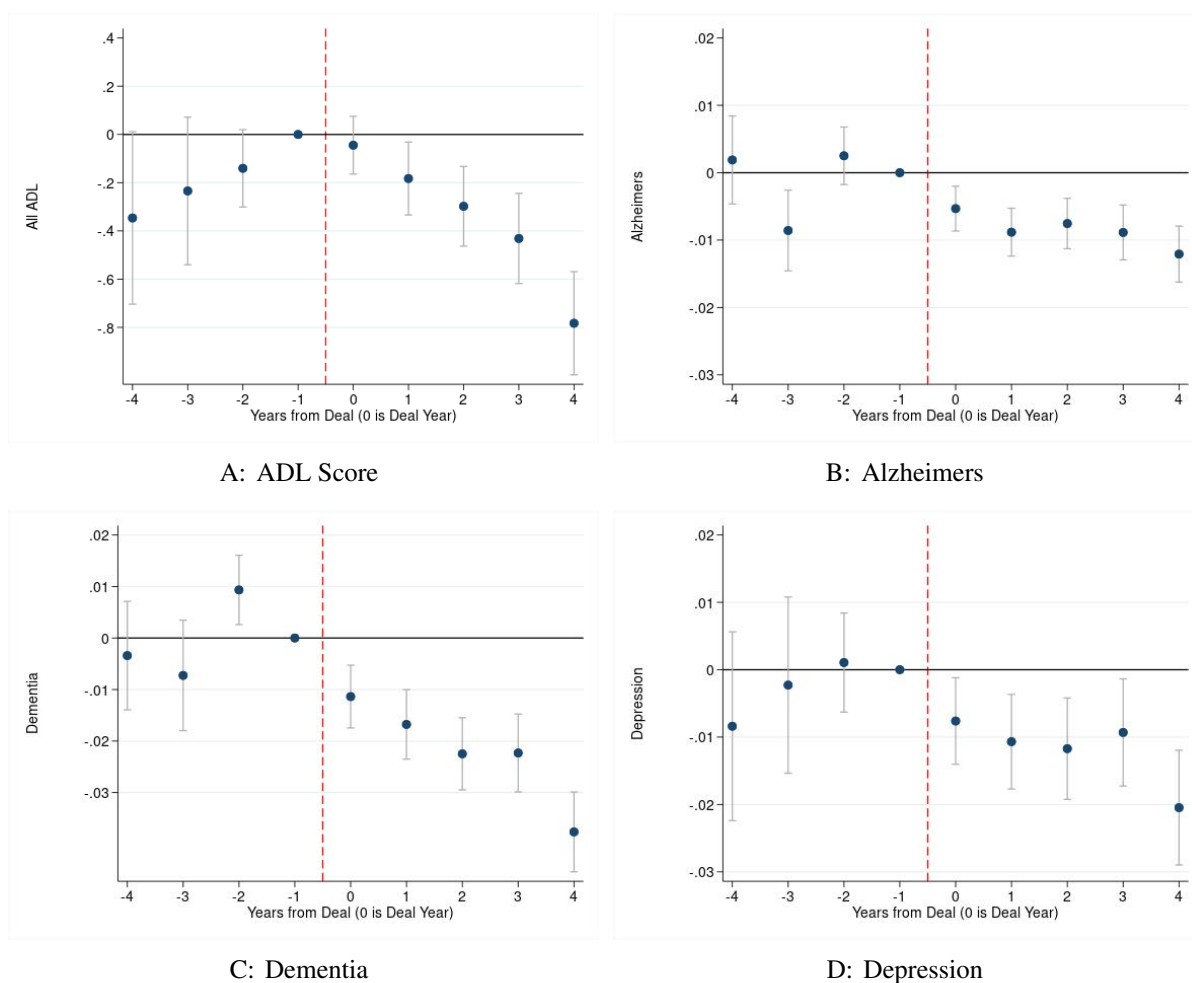 .4
.2
0
-.2
-.4
-.6
-.8
All ADL
-4 -3 -2 -1 0 1 2 3 4
Years from Deal (0 is Deal Year)
A: ADL Score
.02
.01
0
-.01
-.02
-.03
Alzheimers
-4 -3 -2 -1 0 1 2 3 4
Years from Deal (0 is Deal Year)
B: Alzheimers
.02
.01
0
-.01
-.02
-.03
Dementia
-4 -3 -2 -1 0 1 2 3 4
Years from Deal (0 is Deal Year)
C: Dementia
.02
.01
0
-.01
-.02
-.03
Depression
-4 -3 -2 -1 0 1 2 3 4
Years from Deal (0 is Deal Year)
D: Depression